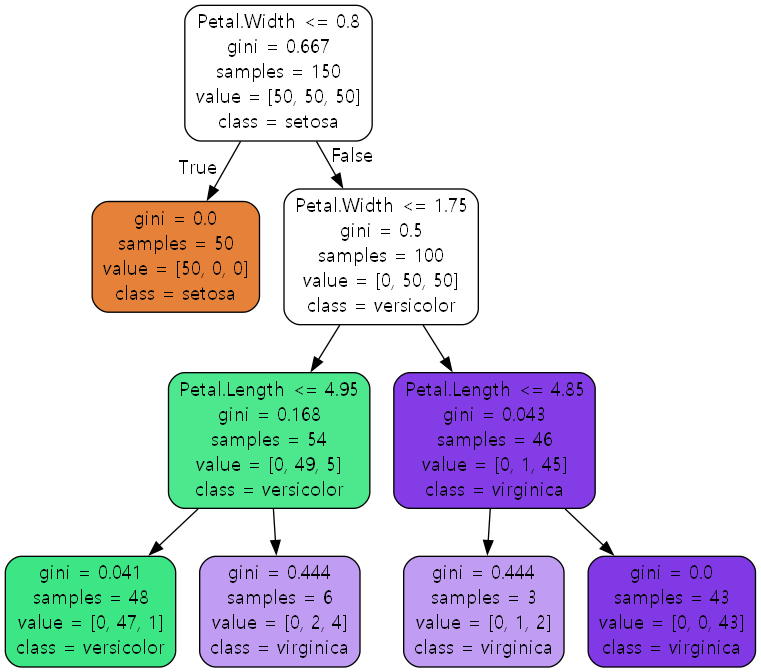 Petal.Width <= 0.8
gini = 0.667
samples = 150
value = [50, 50, 50]
class = setosa
True
False
gini = 0.0
samples = 50
value = [50, 0, 0]
class = setosa
Petal.Width <= 1.75
gini = 0.5
samples = 100
value = [0, 50, 50]
class = versicolor
Petal.Length <= 4.95
gini = 0.168
samples = 54
value = [0, 49, 5]
class = versicolor
Petal.Length <= 4.85
gini = 0.043
samples = 46
value = [0, 1, 45]
class = virginica
gini = 0.041
samples = 48
value = [0, 47, 1]
class = versicolor
gini = 0.444
samples = 6
value = [0, 2, 4]
class = virginica
gini = 0.444
samples = 3
value = [0, 1, 2]
class = virginica
gini = 0.0
samples = 43
value = [0, 0, 43]
class = virginica